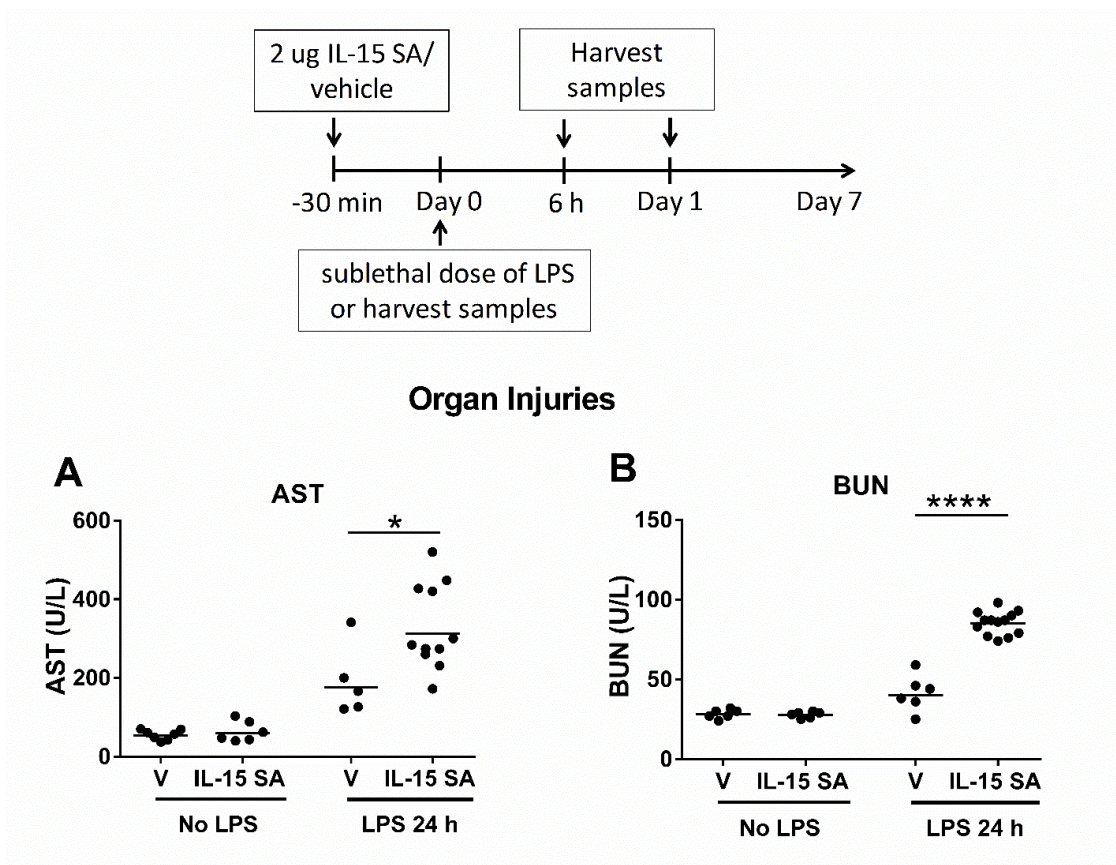 2 ug IL-15 SA/
vehicle
Harvest
samples
-30 min
Day 0
6 h
Day 1
Day 7
sublethal dose of LPS
or harvest samples
Organ Injuries
A
AST
AST (U/L)
600
400
200
0
*
V
IL-15 SA
V
IL-15 SA
No LPS
LPS 24 h
B
BUN
BUN (U/L)
150
100
50
0
****
V
IL-15 SA
V
IL-15 SA
No LPS
LPS 24 h